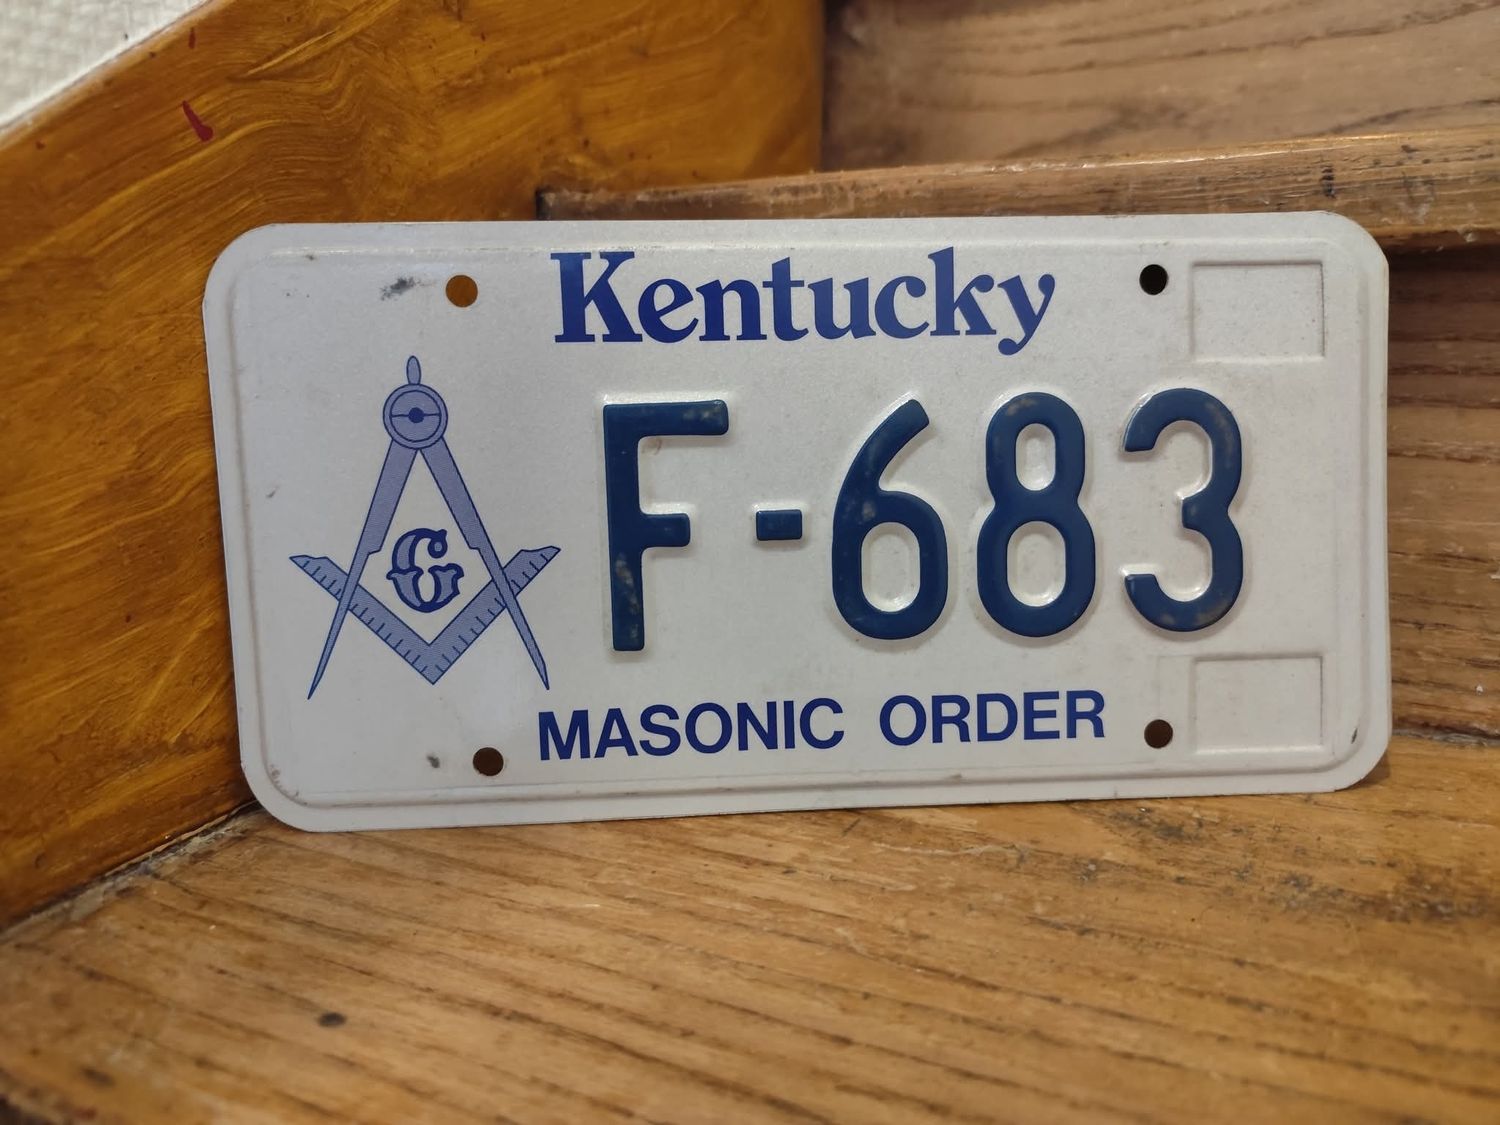 Kentucky
G
F-683
MASONIC ORDER